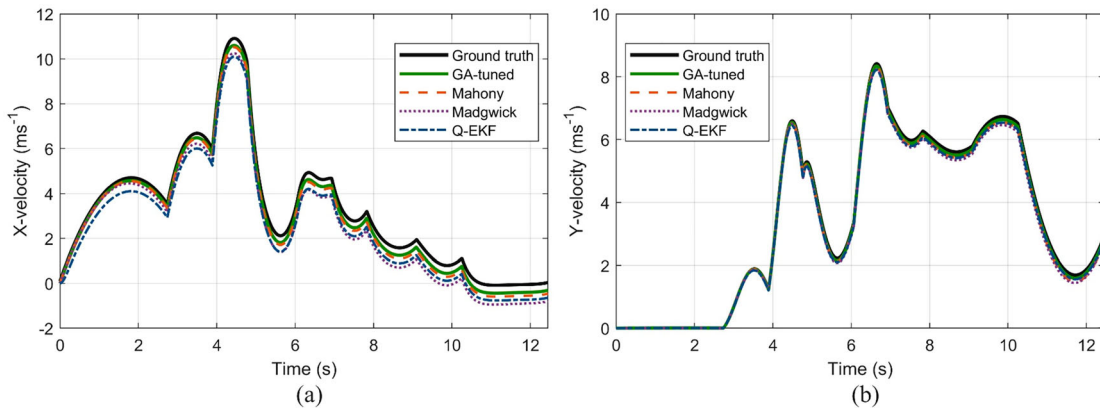 12
10
8
6
4
2
0
-2
X-velocity (ms⁻¹)
Ground truth
GA-tuned
Mahony
Madgwick
Q-EKF
0 2 4 6 8 10 12
Time (s)
(a)
10
8
6
4
2
0
Y-velocity (ms⁻¹)
Ground truth
GA-tuned
Mahony
Madgwick
Q-EKF
0 2 4 6 8 10 12
Time (s)
(b)